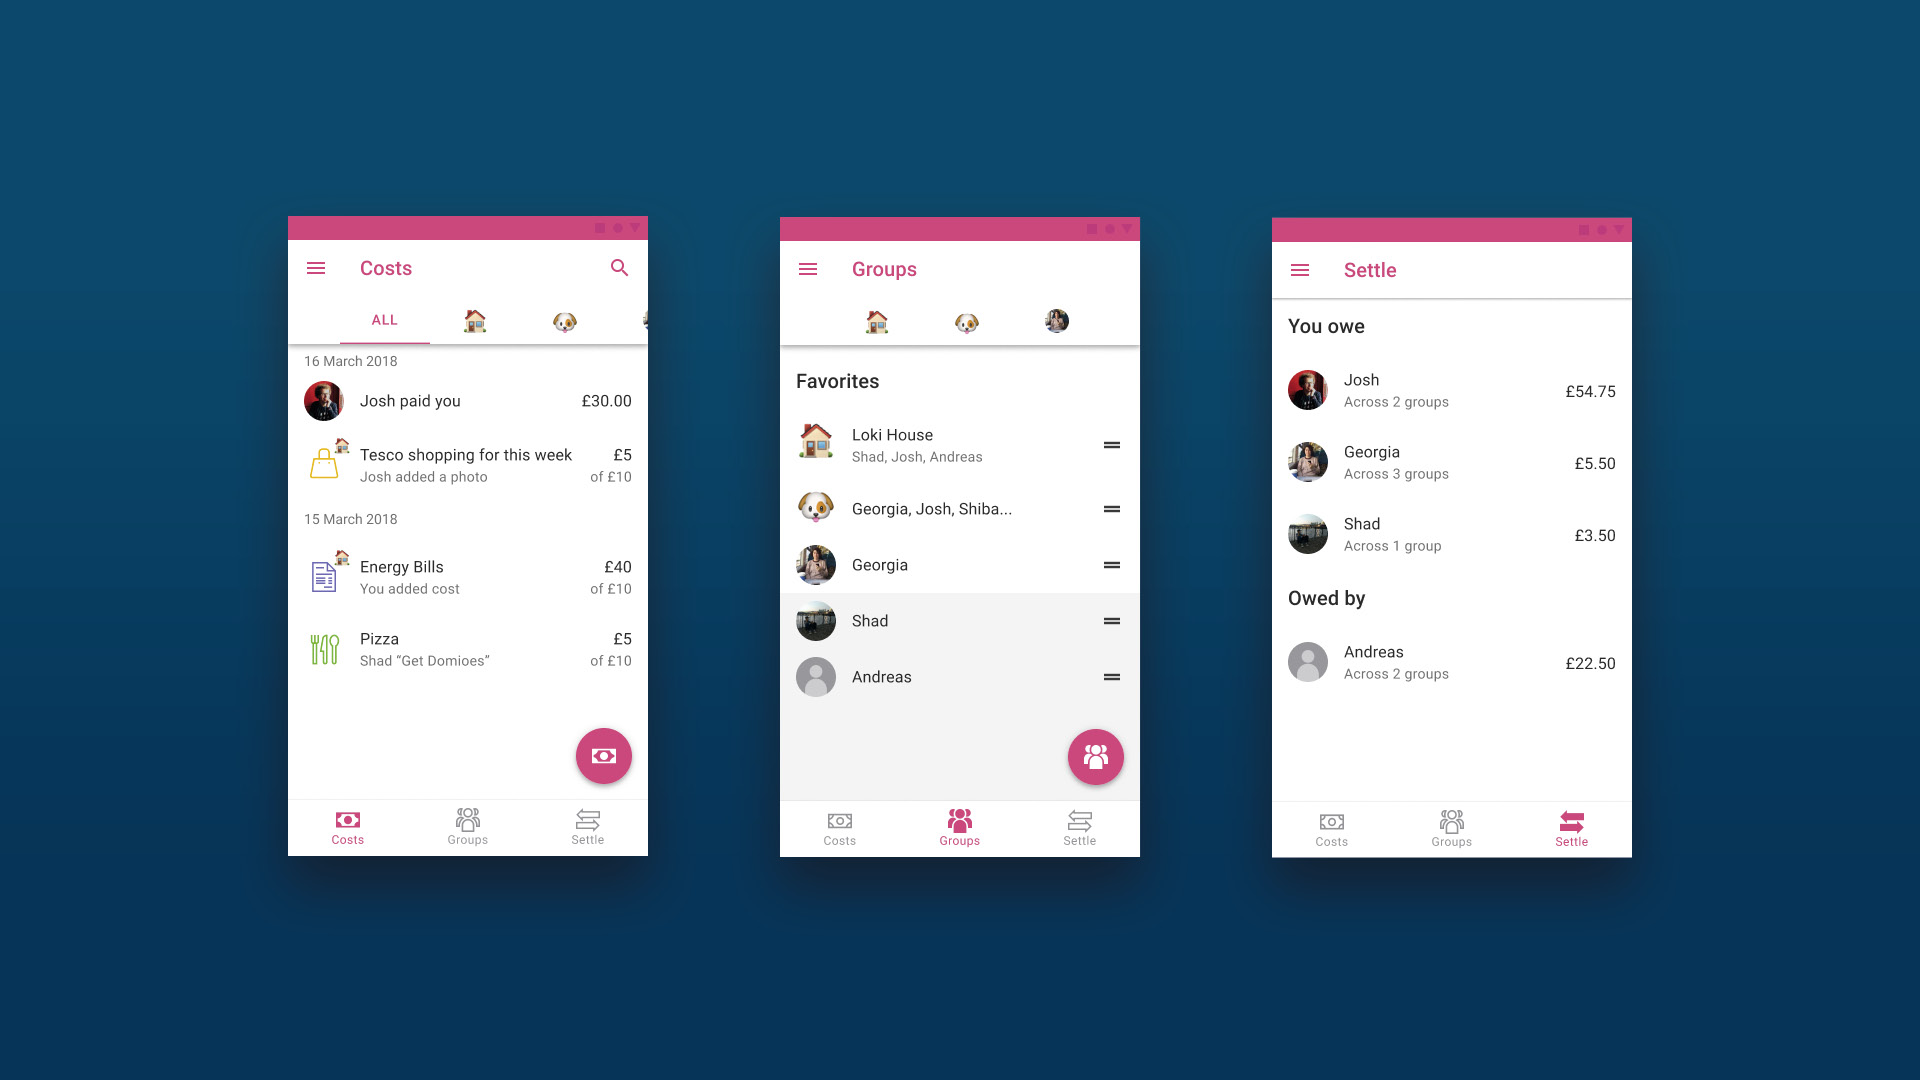 Costs
ALL
16 March 2018
Josh paid you £30.00
Tesco shopping for this week £5
Josh added a photo of £10
15 March 2018
Energy Bills £40
You added cost of £10
Pizza £5
Shad “Get Domioes” of £10
Costs Groups Settle
Groups
Favorites
Loki House
Shad, Josh, Andreas
Georgia, Josh, Shiba...
Georgia
Shad
Andreas
Costs Groups Settle
Settle
You owe
Josh
Across 2 groups
£54.75
Georgia
Across 3 groups
£5.50
Shad
Across 1 group
£3.50
Owed by
Andreas
Across 2 groups
£22.50
Costs Groups Settle